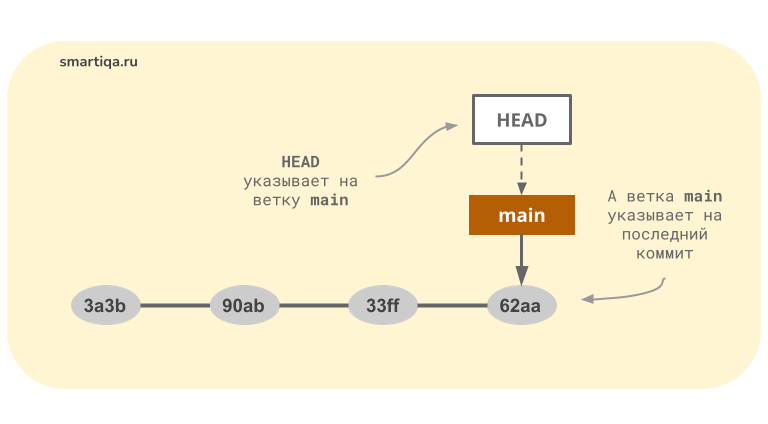 smartiqa.ru
HEAD
HEAD
указывает на
ветку main
main
А ветка main
указывает на
последний
коммит
3a3b
90ab
33ff
62aa